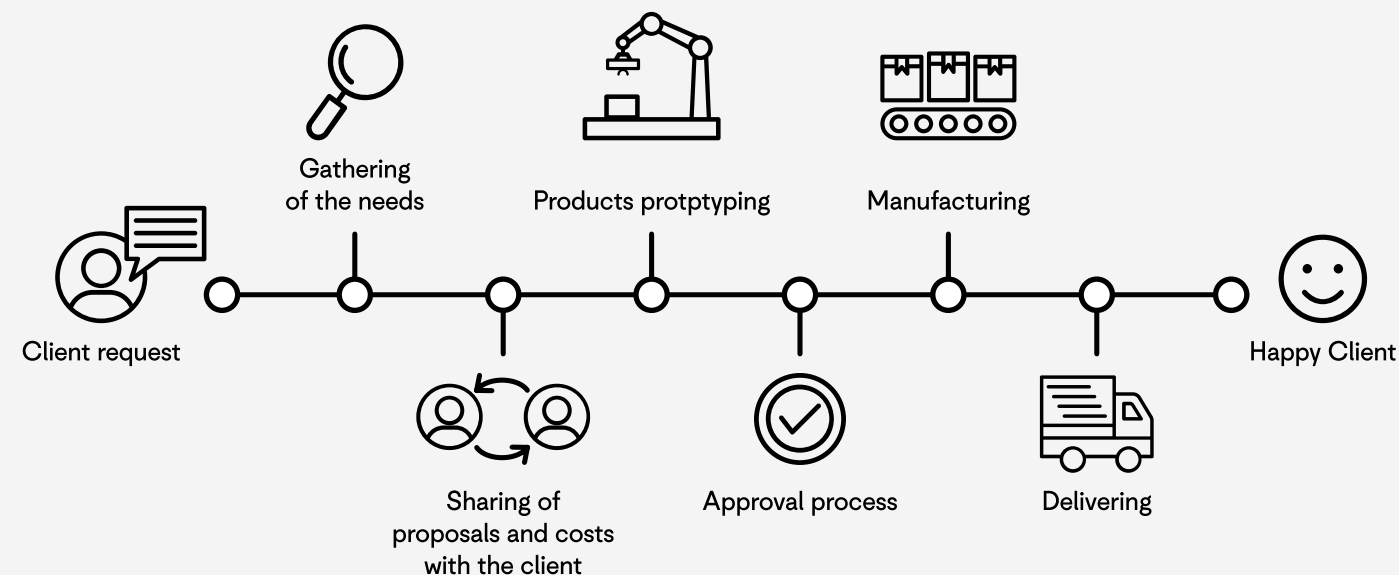 Client request
Gathering
of the needs
Sharing of
proposals and costs
with the client
Products protptyping
Approval process
Manufacturing
Delivering
Happy Client